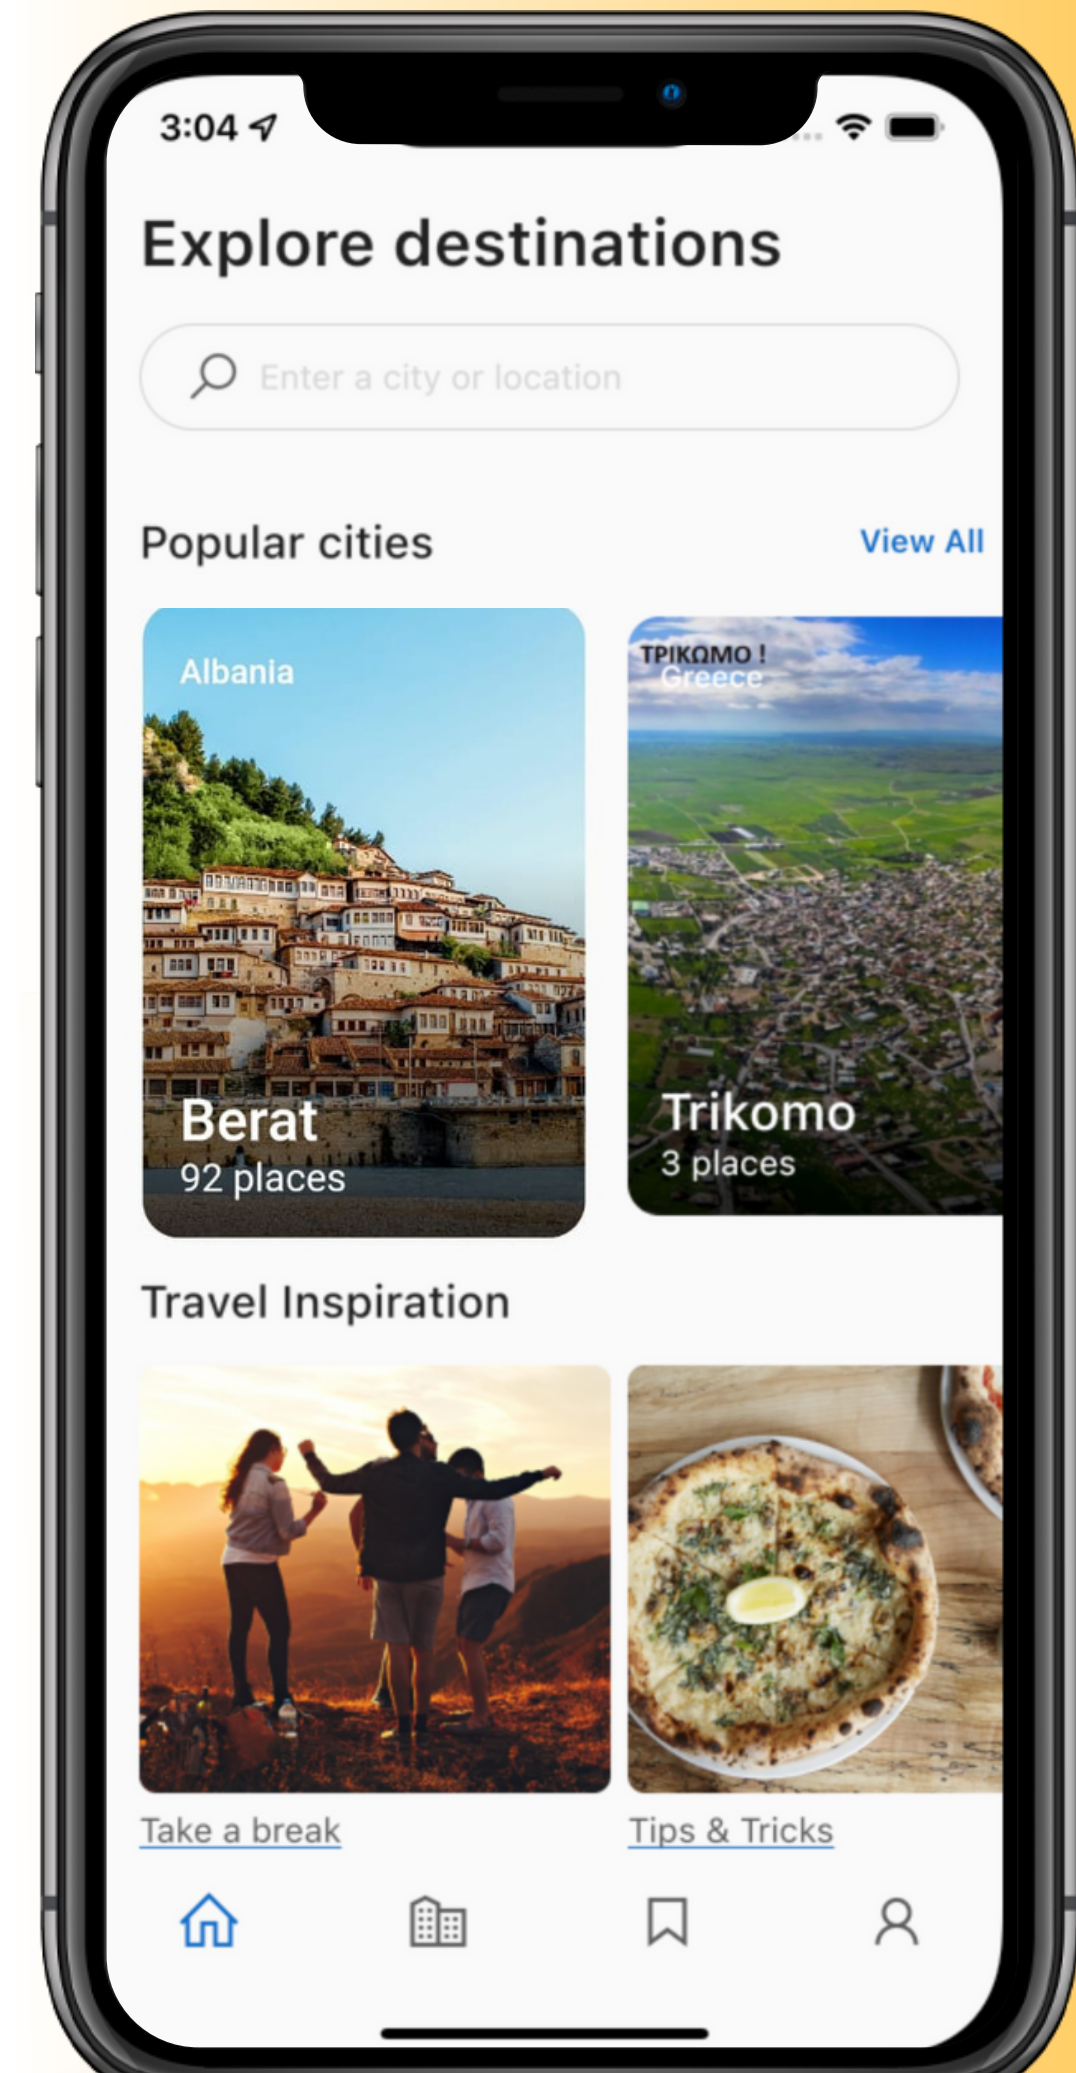 3:04
Explore destinations
Enter a city or location
Popular cities
View All
Albania
Berat
92 places
ΤΡΙΚΩΜΟ !
Greece
Trikomo
3 places
Travel Inspiration
Take a break
Tips & Tricks